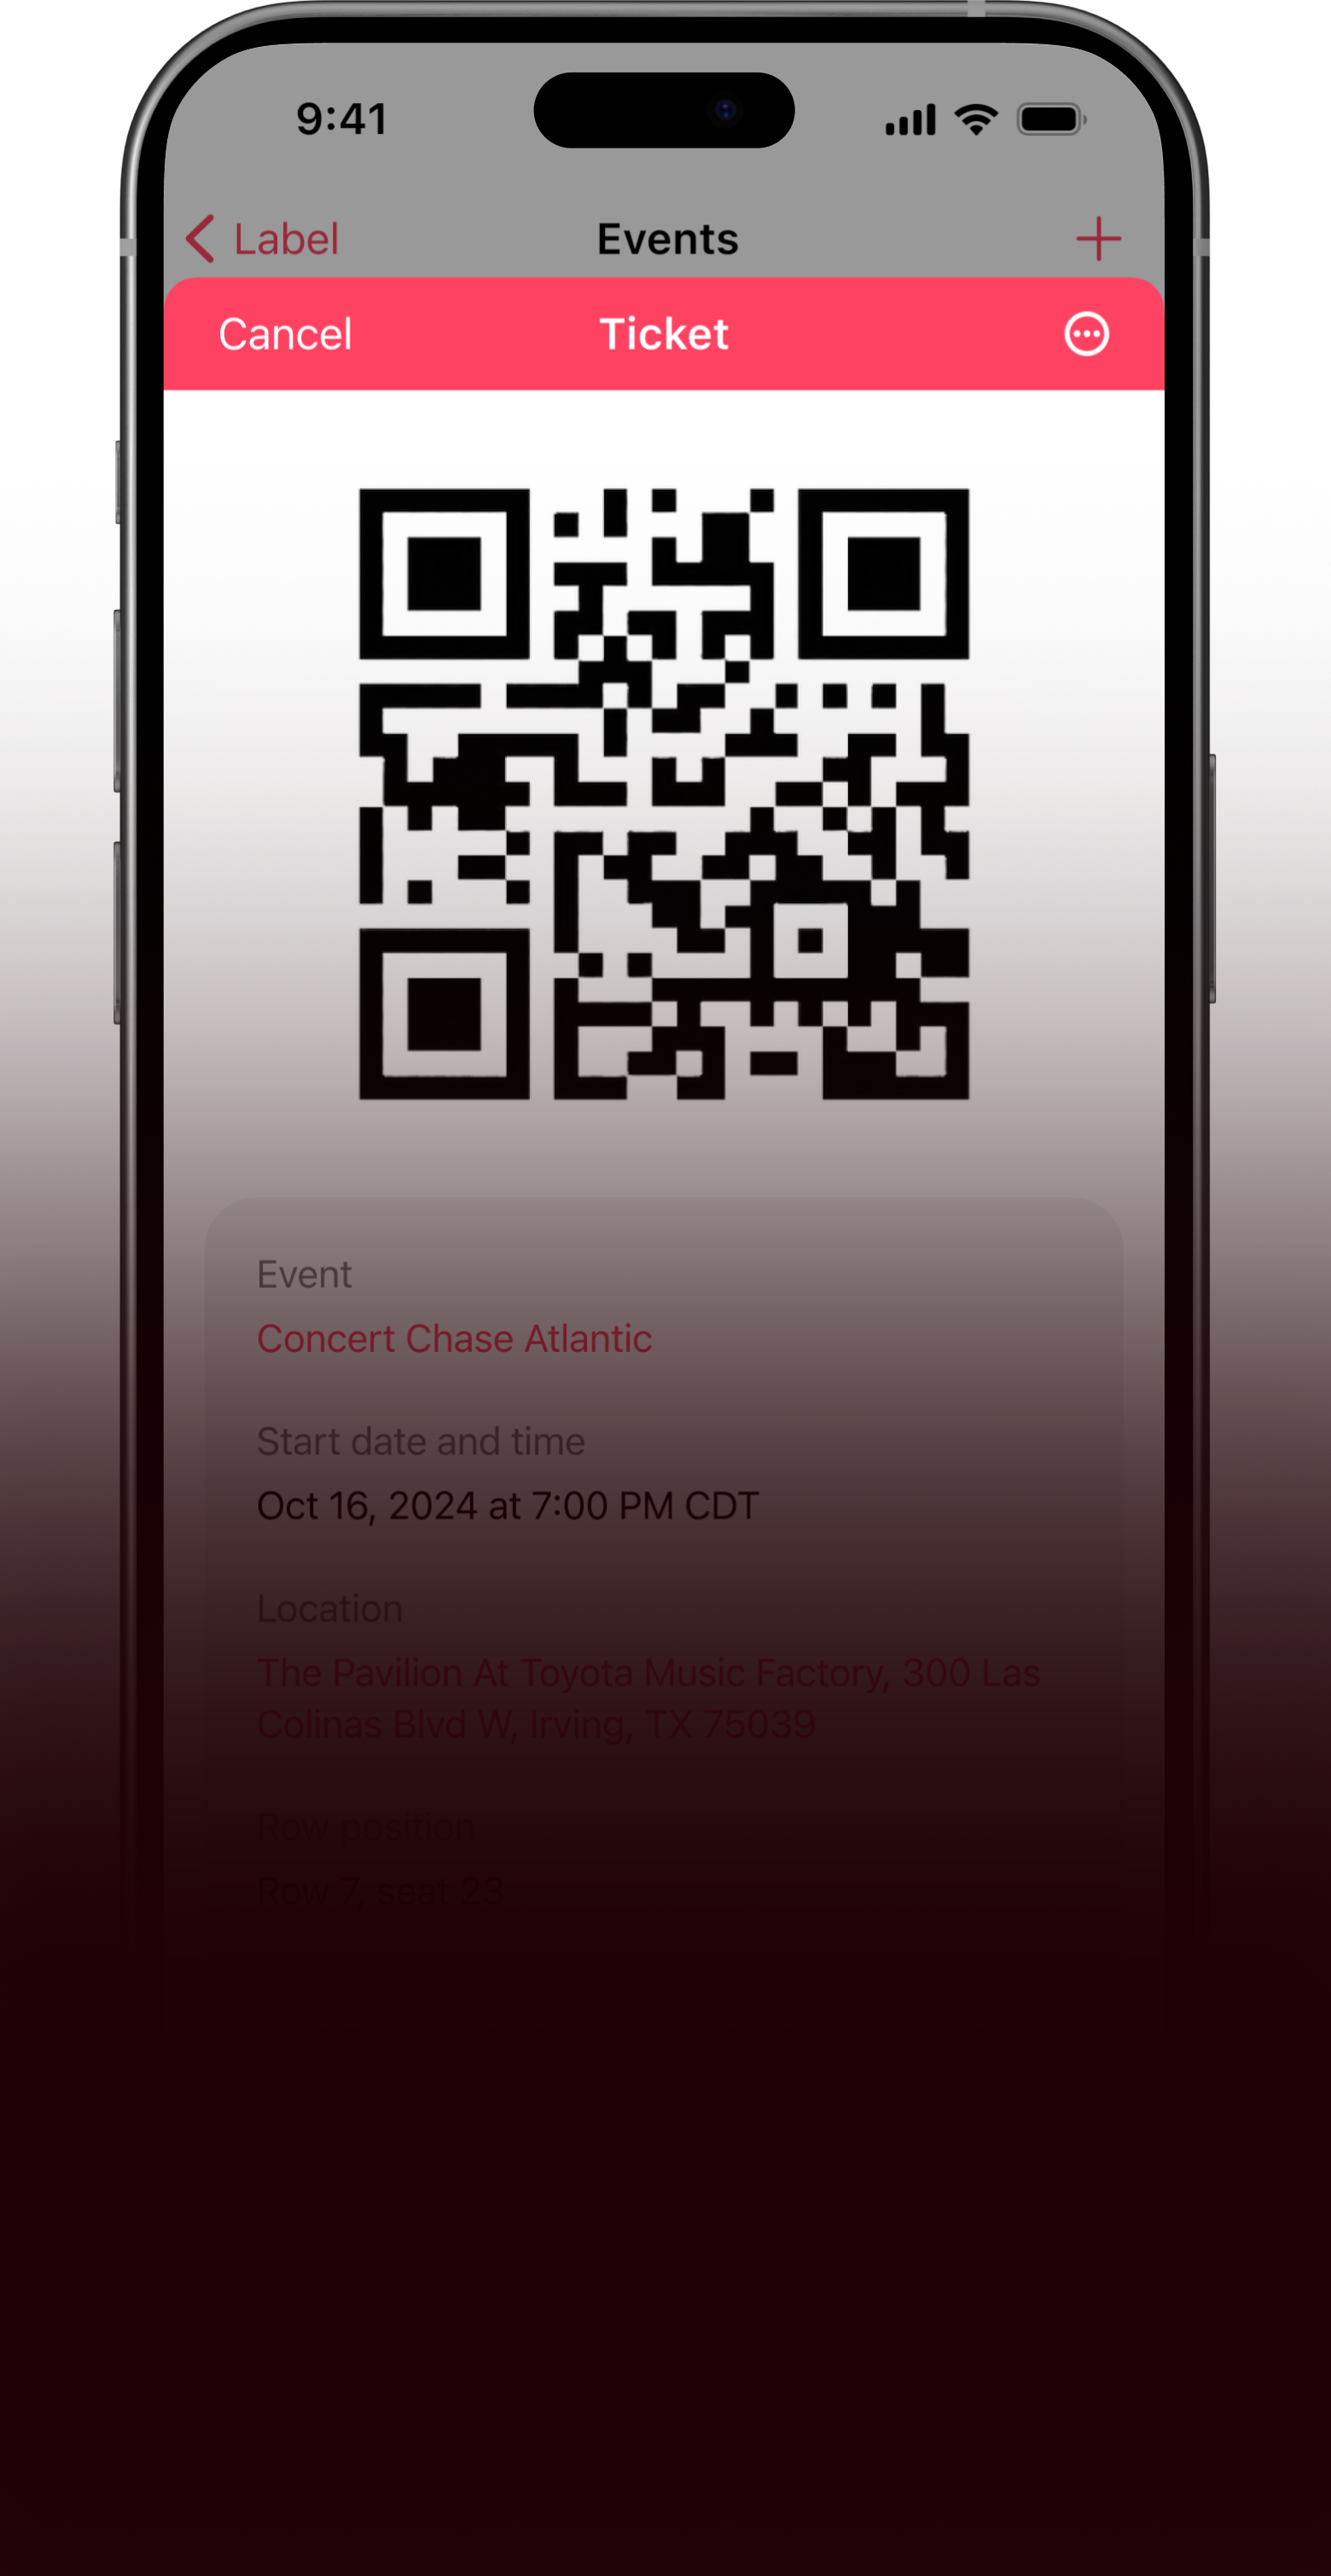 9:41
Label
Events
Cancel
Ticket
Event
Concert Chase Atlantic
Start date and time
Oct 16, 2024 at 7:00 PM CDT
Location
The Pavilion At Toyota Music Factory, 300 Las
Colinas Blvd W, Irving, TX 75039
Row position
Row 7, seat 23